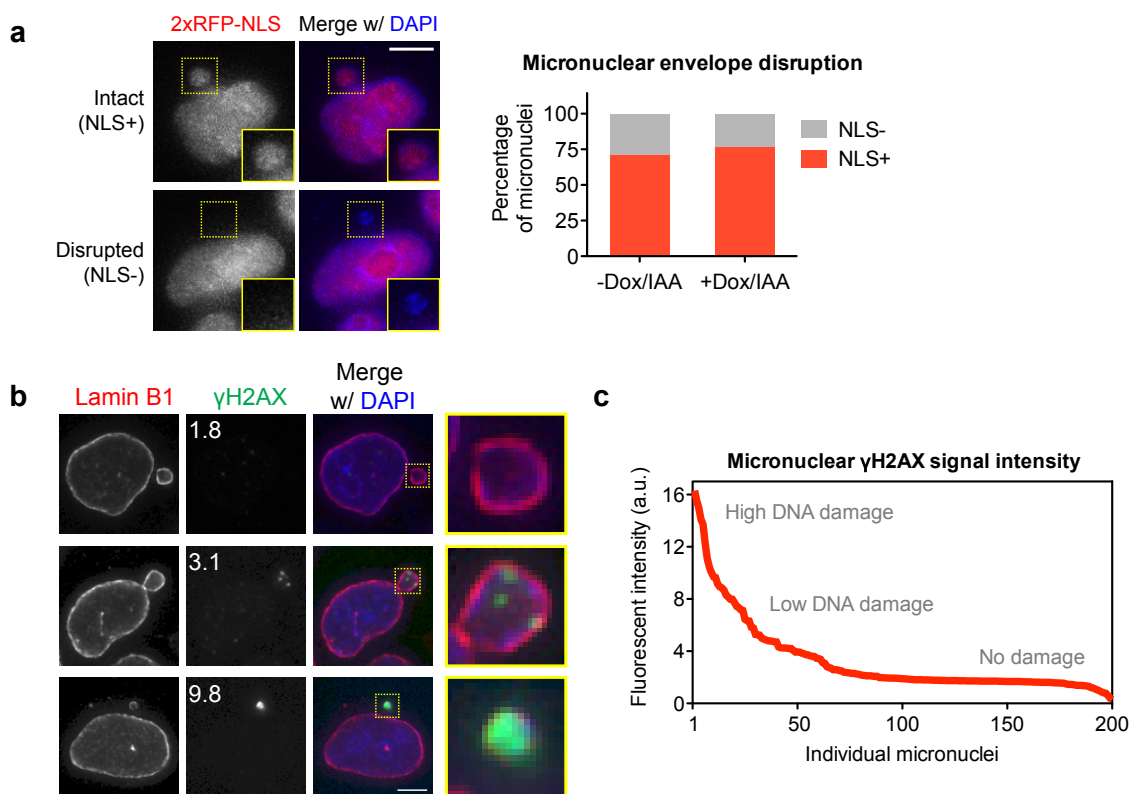 a
2xRFP-NLS
Merge w/ DAPI
Intact
(NLS+)
Disrupted
(NLS-)
Micronuclear envelope disruption
Percentage
of micronuclei
100
75
50
25
0
-Dox/IAA
+Dox/IAA
NLS-
NLS+
b
Lamin B1
γH2AX
Merge
w/ DAPI
1.8
3.1
9.8
c
Micronuclear γH2AX signal intensity
Fluorescent intensity (a.u.)
16
12
8
4
0
High DNA damage
Low DNA damage
No damage
1
50
100
150
200
Individual micronuclei